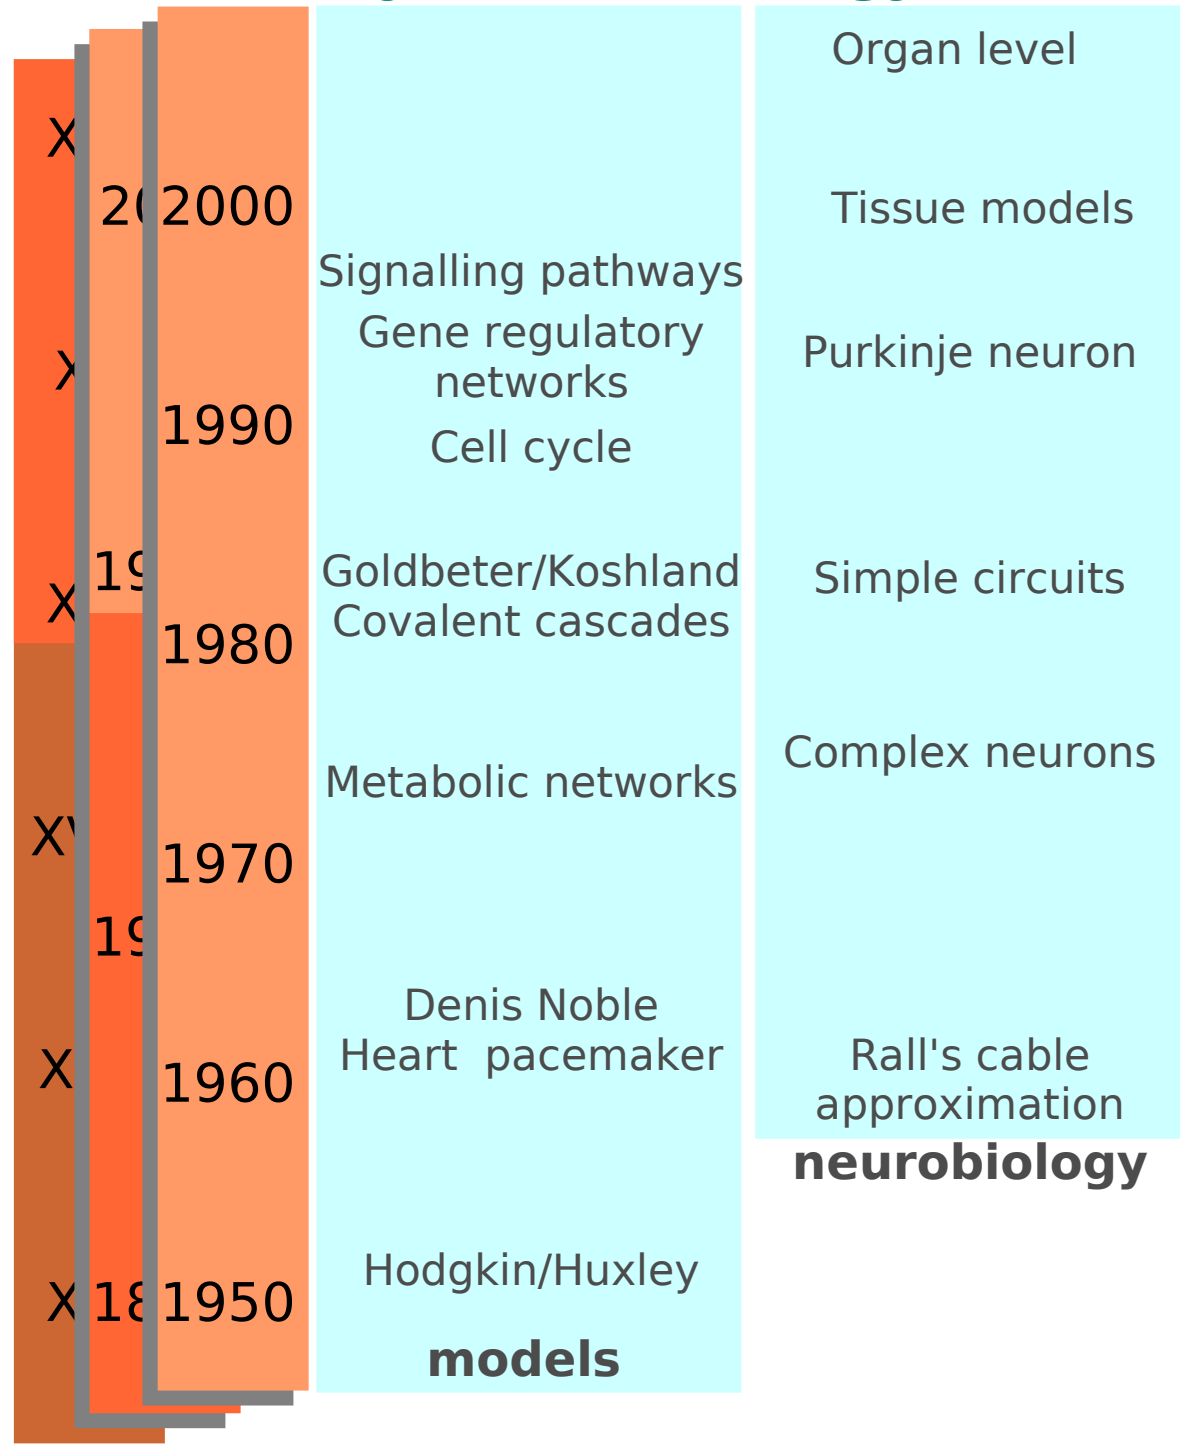 2000
1990
1980
1970
1960
1950
Signalling pathways
Gene regulatory
networks
Cell cycle
Goldbeter/Koshland
Covalent cascades
Metabolic networks
Denis Noble
Heart pacemaker
Hodgkin/Huxley
models
Organ level
Tissue models
Purkinje neuron
Simple circuits
Complex neurons
Rall's cable
approximation
neurobiology